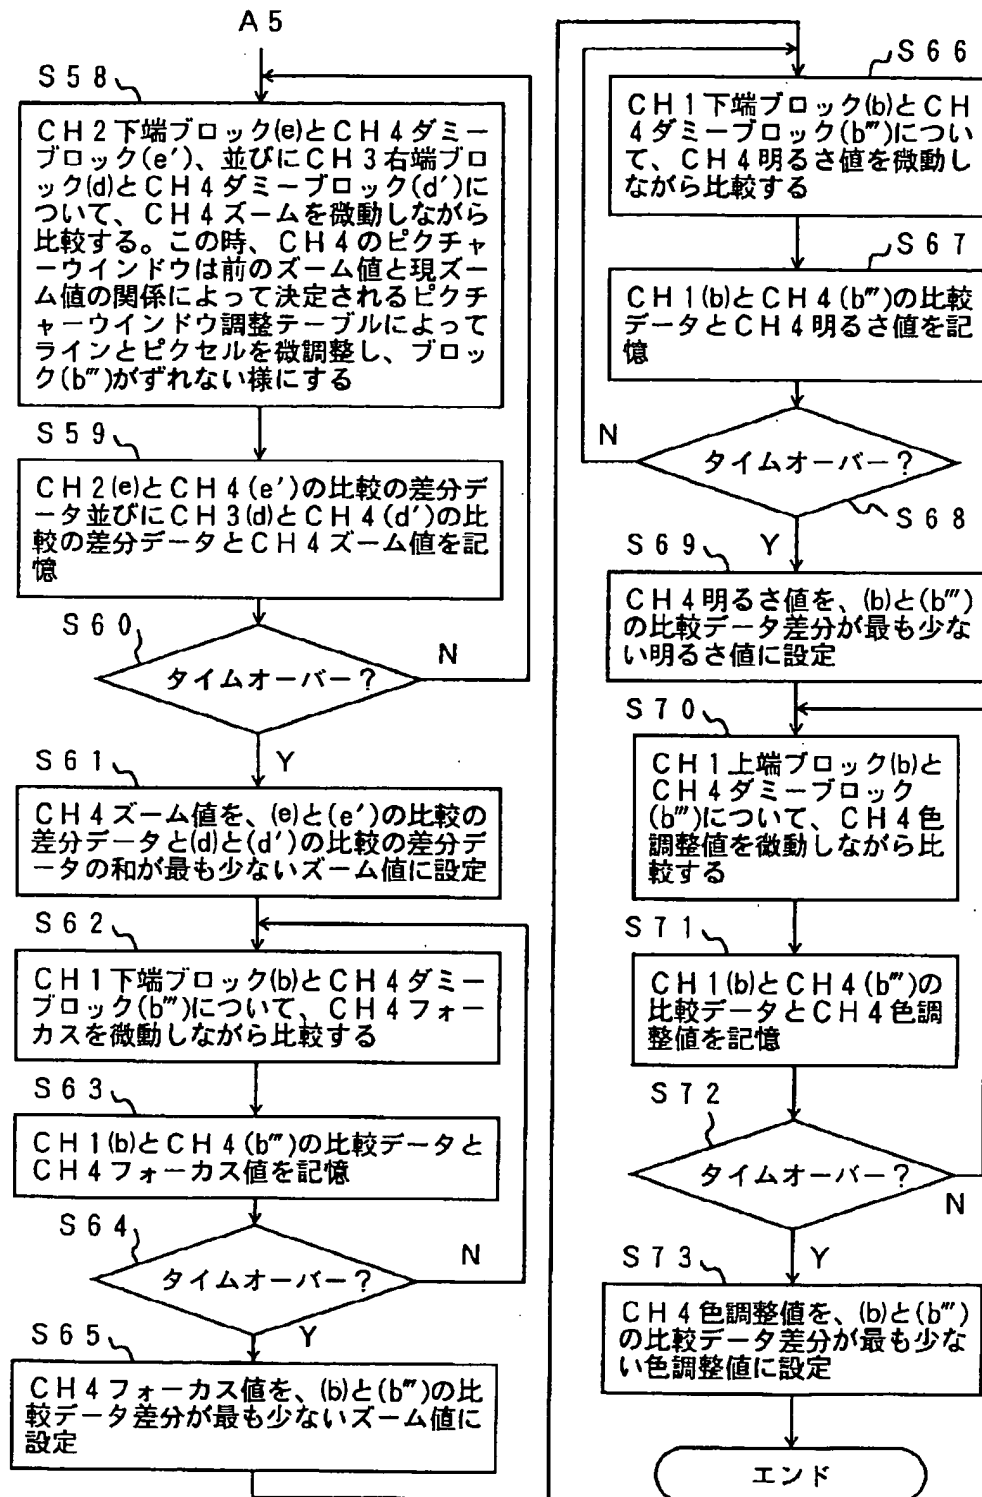 A5
S58
CH2下端ブロック(e)とCH4ダミー
ブロック(e′)、並びにCH3右端ブロ
ック(d)とCH4ダミーブロック(d′)に
ついて、CH4ズームを微動しながら
比較する。この時、CH4のピクチャ
ーウインドウは前のズーム値と現ズー
ム値の関係によって決定されるピクチ
ャーウインドウ調整テーブルによって
ラインとピクセルを微調整し、ブロッ
ク(b‴)がずれない様にする
S59
CH2(e)とCH4(e′)の比較の差分デ
ータ並びにCH3(d)とCH4(d′)の比
較の差分データとCH4ズーム値を記
憶
S60
タイムオーバー？
N
Y
S61
CH4ズーム値を、(e)と(e′)の比較の
差分データと(d)と(d′)の比較の差分デ
ータの和が最も少ないズーム値に設定
S62
CH1下端ブロック(b)とCH4ダミー
ブロック(b‴)について、CH4フォー
カスを微動しながら比較する
S63
CH1(b)とCH4(b‴)の比較データと
CH4フォーカス値を記憶
S64
タイムオーバー？
N
Y
S65
CH4フォーカス値を、(b)と(b‴)の比
較データ差分が最も少ないズーム値に
設定
S66
CH1下端ブロック(b)とCH
4ダミーブロック(b‴)につい
て、CH4明るさ値を微動し
ながら比較する
S67
CH1(b)とCH4(b‴)の比較
データとCH4明るさ値を記
憶
N
タイムオーバー？
S68
Y
S69
CH4明るさ値を、(b)と(b‴)
の比較データ差分が最も少な
い明るさ値に設定
S70
CH1上端ブロック(b)と
CH4ダミーブロック
(b‴)について、CH4色
調整値を微動しながら比
較する
S71
CH1(b)とCH4(b‴)の
比較データとCH4色調
整値を記憶
S72
タイムオーバー？
N
Y
S73
CH4色調整値を、(b)と(b‴)
の比較データ差分が最も少な
い色調整値に設定
エンド